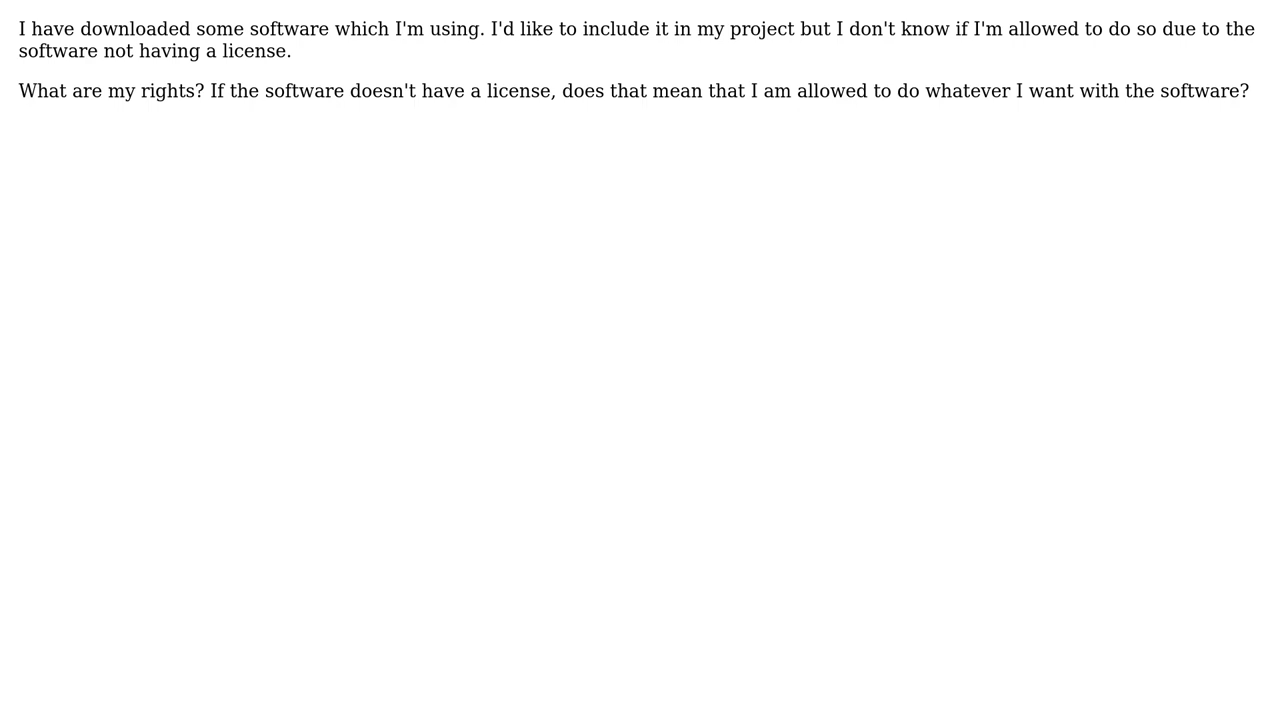 I have downloaded some software which I'm using. I'd like to include it in my project but I don't know if I'm allowed to do so due to the
software not having a license.
What are my rights? If the software doesn't have a license, does that mean that I am allowed to do whatever I want with the software?